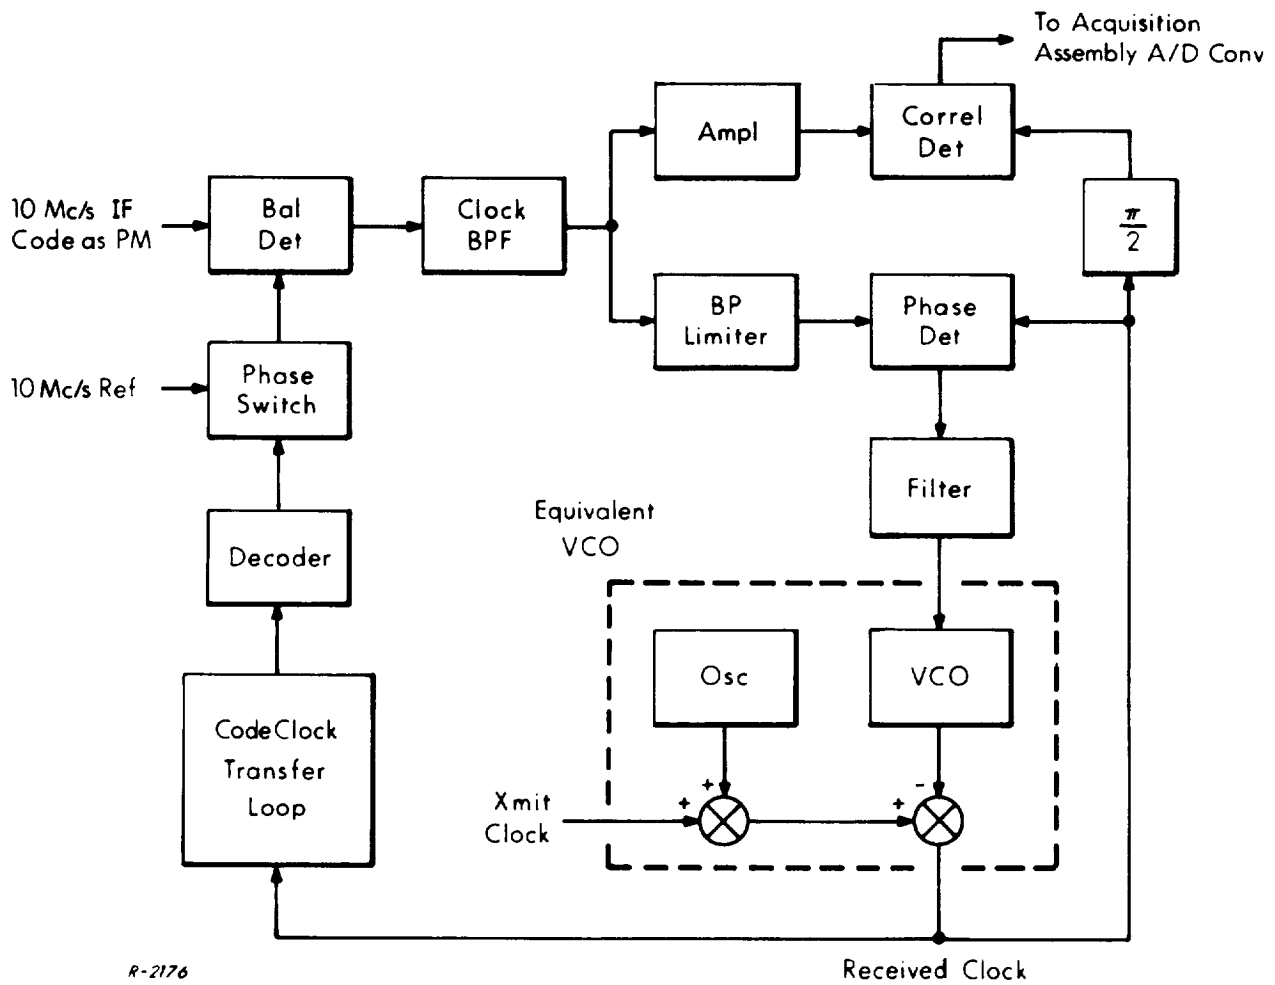 To Acquisition
Assembly A/D Conv
Ampl
Correl
Det
10 Mc/s IF
Code as PM
Bal
Det
Clock
BPF
π
2
BP
Limiter
Phase
Det
10 Mc/s Ref
Phase
Switch
Filter
Equivalent
VCO
Decoder
Osc
VCO
Code Clock
Transfer
Loop
Xmit
Clock
+
+
+
-
Received Clock
R-2176